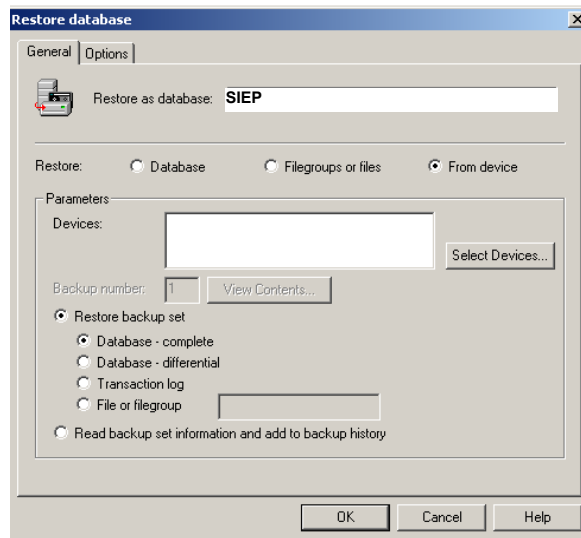 Restore database
General Options
Restore as database: SIEP
Restore: Database Filegroups or files From device
Parameters
Devices:
Select Devices...
Backup number: 1 View Contents...
Restore backup set
Database - complete
Database - differential
Transaction log
File or filegroup
Read backup set information and add to backup history
OK Cancel Help